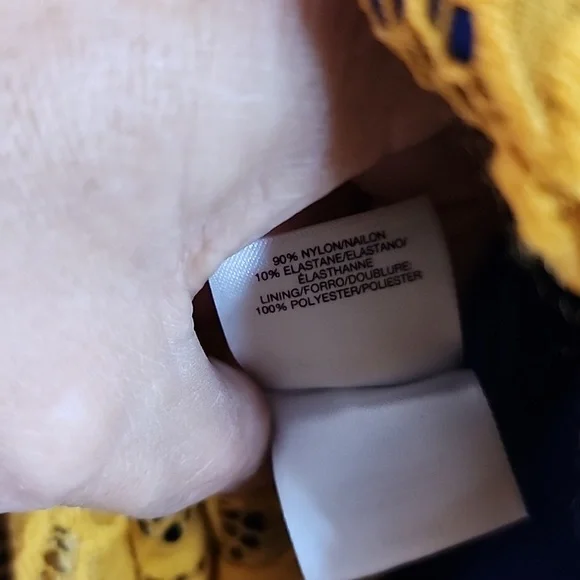 90% NYLON/NAILON
10% ELASTANE/ELASTANO/
ÉLASTHANNE
LINING/FORRO/DOUBLURE:
100% POLYESTER/POLIESTER